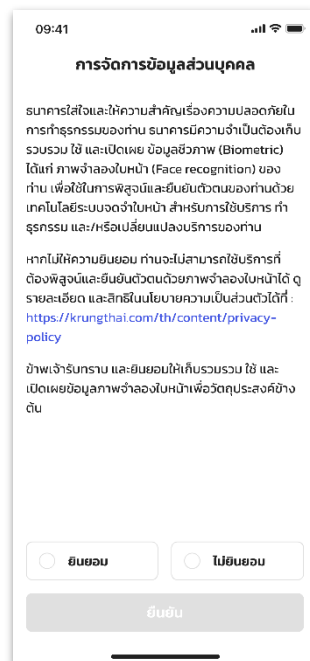 09:41
การจัดการข้อมูลส่วนบุคคล
ธนาคารใส่ใจและให้ความสำคัญเรื่องความปลอดภัยใน
การทำธุรกรรมของท่าน ธนาคารมีความจำเป็นต้องเก็บ
รวบรวม ใช้ และเปิดเผย ข้อมูลชีวภาพ (Biometric)
ได้แก่ ภาพจำลองใบหน้า (Face recognition) ของ
ท่าน เพื่อใช้ในการพิสูจน์และยืนยันตัวตนของท่านด้วย
เทคโนโลยีระบบจดจำใบหน้า สำหรับการใช้บริการ ทำ
ธุรกรรม และ/หรือเปลี่ยนแปลงบริการของท่าน
หากไม่ให้ความยินยอม ท่านจะไม่สามารถใช้บริการที่
ต้องพิสูจน์และยืนยันตัวตนด้วยภาพจำลองใบหน้าได้ ดู
รายละเอียด และสิทธิในนโยบายความเป็นส่วนตัวได้ที่ :
https://krungthai.com/th/content/privacy-
policy
ข้าพเจ้ารับทราบ และยินยอมให้เก็บรวบรวม ใช้ และ
เปิดเผยข้อมูลภาพจำลองใบหน้าเพื่อวัตถุประสงค์ข้าง
ต้น
ยินยอม
ไม่ยินยอม
ยืนยัน